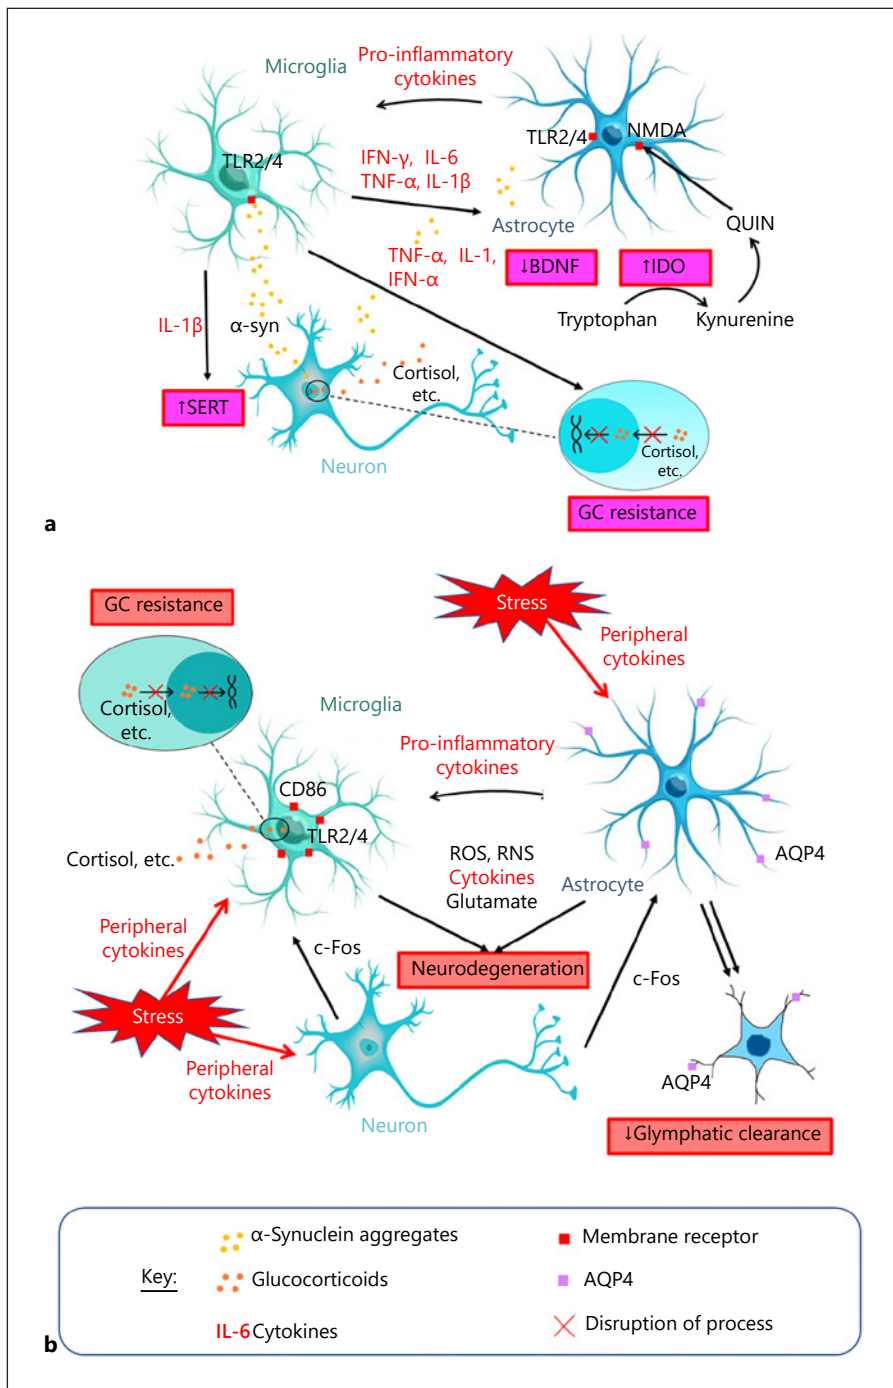 Microglia
Pro-inflammatory
cytokines
TLR2/4
TLR2/4
NMDA
IFN-γ, IL-6
TNF-α, IL-1β
Astrocyte
QUIN
TNF-α, IL-1,
IFN-α
↓BDNF
↑IDO
Tryptophan
Kynurenine
IL-1β
α-syn
Cortisol,
etc.
↑SERT
Neuron
Cortisol,
etc.
GC resistance
a
GC resistance
Stress
Peripheral
cytokines
Cortisol,
etc.
Microglia
Pro-inflammatory
cytokines
CD86
TLR2/4
Cortisol, etc.
ROS, RNS
Cytokines
Glutamate
Astrocyte
AQP4
Peripheral
cytokines
c-Fos
Neurodegeneration
c-Fos
Stress
Peripheral
cytokines
AQP4
Neuron
↓Glymphatic clearance
Key:
α-Synuclein aggregates
Membrane receptor
Glucocorticoids
AQP4
IL-6 Cytokines
Disruption of process
b